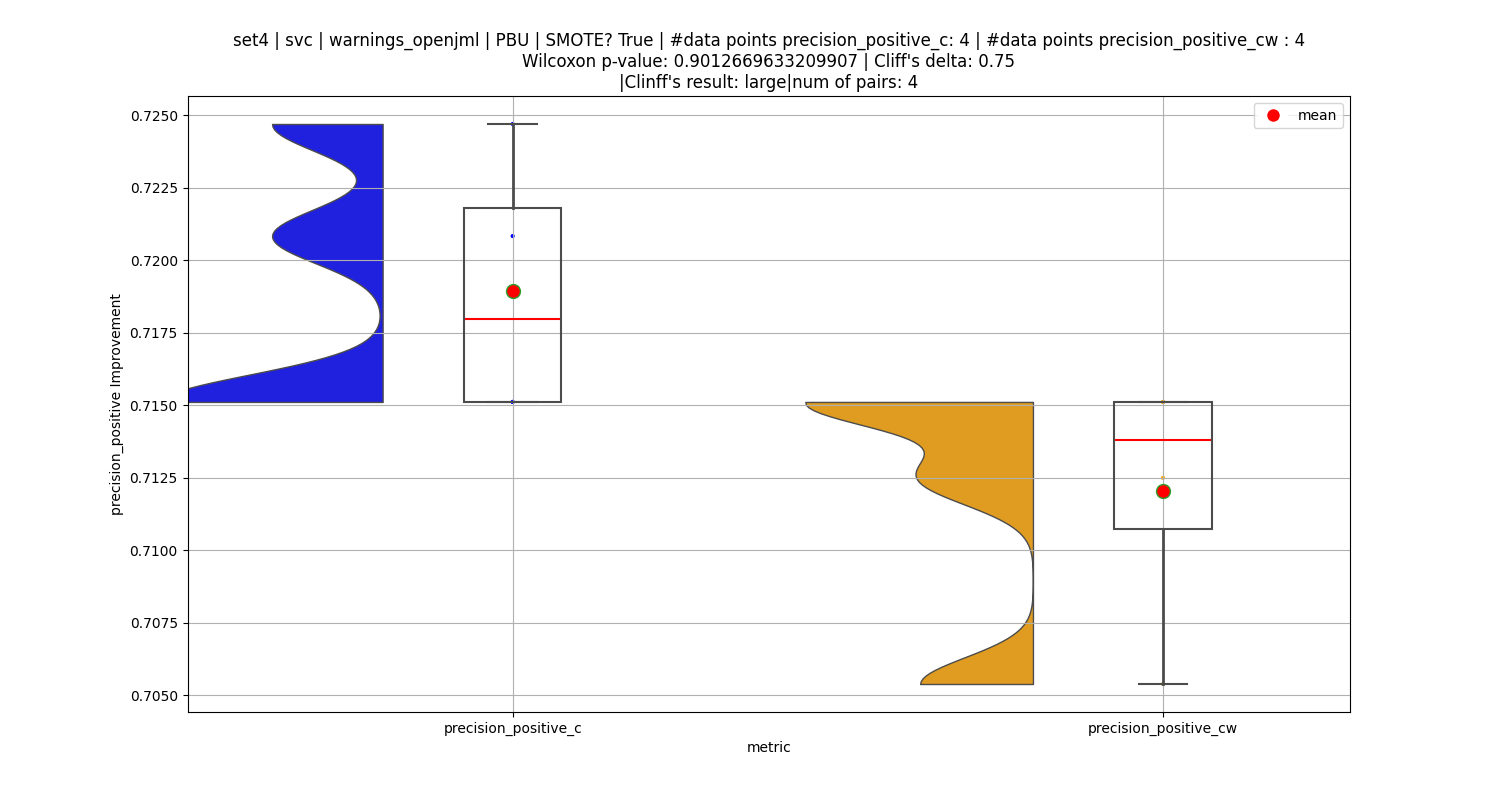 set4 | svc | warnings_openjml | PBU | SMOTE? True | #data points precision_positive_c: 4 | #data points precision_positive_cw : 4
Wilcoxon p-value: 0.9012669633209907 | Cliff's delta: 0.75
|Clinff's result: large|num of pairs: 4
mean
0.7250
0.7225
0.7200
0.7175
0.7150
0.7125
0.7100
0.7075
0.7050
precision_positive Improvement
precision_positive_c
precision_positive_cw
metric